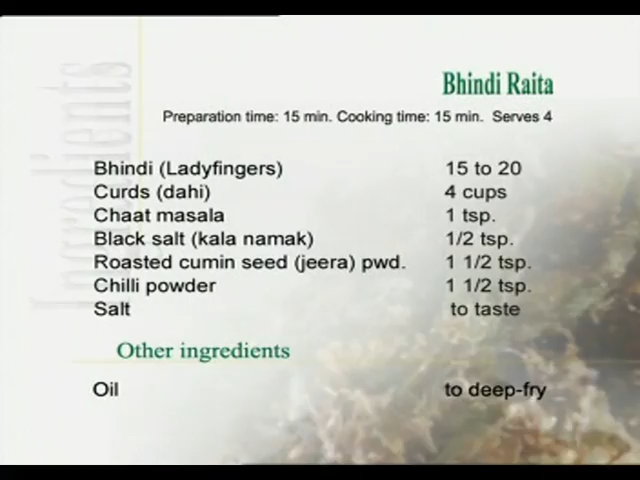 Ingredients
Bhindi Raita
Preparation time: 15 min. Cooking time: 15 min. Serves 4
Bhindi (Ladyfingers) 15 to 20
Curds (dahi) 4 cups
Chaat masala 1 tsp.
Black salt (kala namak) 1/2 tsp.
Roasted cumin seed (jeera) pwd. 1 1/2 tsp.
Chilli powder 1 1/2 tsp.
Salt to taste
Other ingredients
Oil to deep-fry